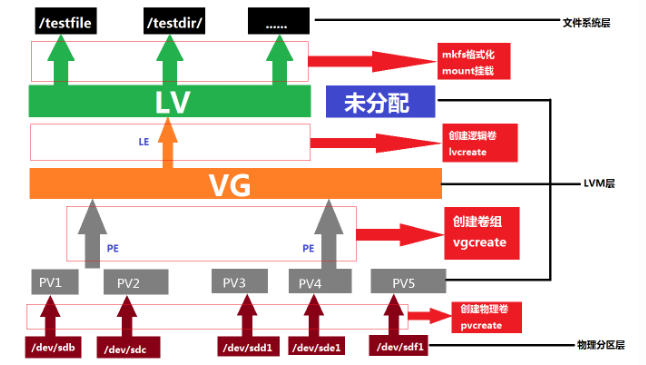 /testfile
/testdir/
......
文件系统层
mkfs格式化
mount挂载
LV
未分配
LE
创建逻辑卷
lvcreate
VG
LVM层
PE
PE
创建卷组
vgcreate
PV1
PV2
PV3
PV4
PV5
创建物理卷
pvcreate
/dev/sdb
/dev/sdc
/dev/sdd1
/dev/sde1
/dev/sdf1
物理分区层